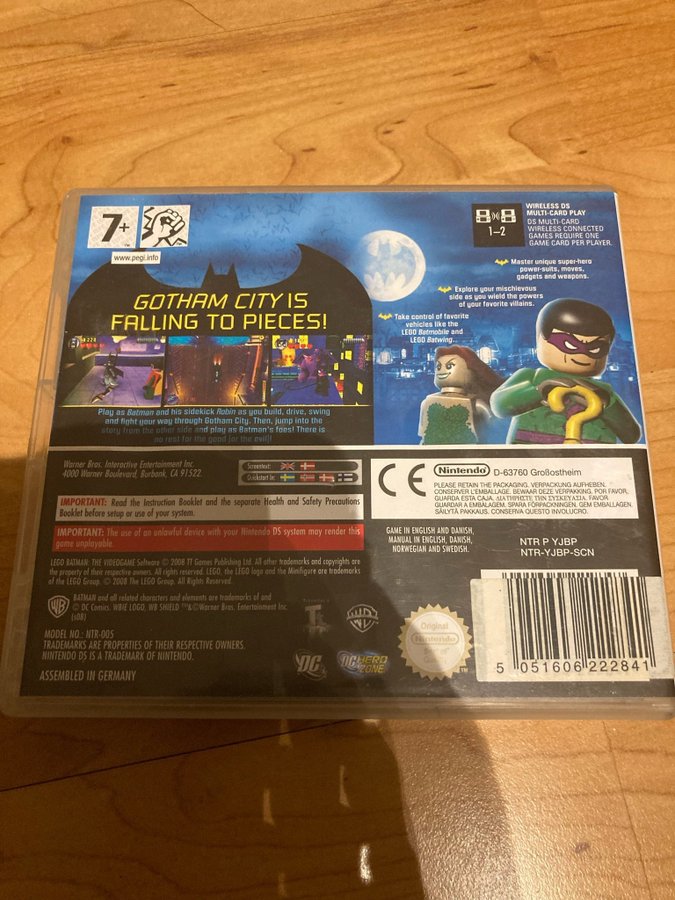 7+
www.pegi.info
GOTHAM CITY IS
FALLING TO PIECES!
Play as Batman and his sidekick Robin as you build, drive, swing
and fight your way through Gotham City. Then, jump into the
story from the other side and play as Batman's foes! There is
no rest for the good (or the evil)!
1-2
WIRELESS DS
MULTI-CARD PLAY
DS MULTI-CARD
WIRELESS CONNECTED
GAMES REQUIRE ONE
GAME CARD PER PLAYER.
Master unique super-hero
power-suits, moves,
gadgets and weapons.
Explore your mischievous
side as you wield the powers
of your favorite villains.
Take control of favorite
vehicles like the
LEGO Batmobile and
LEGO Batwing.
Warner Bros. Interactive Entertainment Inc.
4000 Warner Boulevard, Burbank, CA 91522
Screentext:
Quickstart in:
IMPORTANT: Read the Instruction Booklet and the separate Health and Safety Precautions
Booklet before setup or use of your system.
IMPORTANT: The use of an unlawful device with your Nintendo DS system may render this
game unplayable.
LEGO BATMAN: THE VIDEOGAME Software © 2008 TT Games Publishing Ltd. All other trademarks and copyrights are
the property of their respective owners. LEGO, the LEGO logo and the Minifigure are trademarks
of the LEGO Group. © 2008 The LEGO Group. All Rights Reserved.
WB
BATMAN and all related characters and elements are trademarks of and
© DC Comics. WBIE LOGO, WB SHIELD ™&©Warner Bros. Entertainment Inc.
(s08)
MODEL NO: NTR-005
TRADEMARKS ARE PROPERTIES OF THEIR RESPECTIVE OWNERS.
NINTENDO DS IS A TRADEMARK OF NINTENDO.
ASSEMBLED IN GERMANY
CE
Nintendo
D-63760 Großostheim
PLEASE RETAIN THE PACKAGING. VERPACKUNG AUFHEBEN.
CONSERVER L'EMBALLAGE. BEWAAR DEZE VERPAKKING. POR FAVOR,
GUARDA ESTA CAJA. ΔΙΑΤΗΡΗΣΤΕ ΤΗΝ ΣΥΣΚΕΥΑΣΙΑ. FAVOR
GUARDAR A EMBALAGEM. SPARA FÖRPACKNINGEN. GEM EMBALLAGEN.
SÄILYTÄ PAKKAUS. CONSERVA QUESTO INVOLUCRO.
GAME IN ENGLISH AND DANISH,
MANUAL IN ENGLISH, DANISH,
NORWEGIAN AND SWEDISH.
NTR P YJBP
NTR-YJBP-SCN
WB
DC
DC HERO
ZONE
Original
Nintendo
5 051606 222841